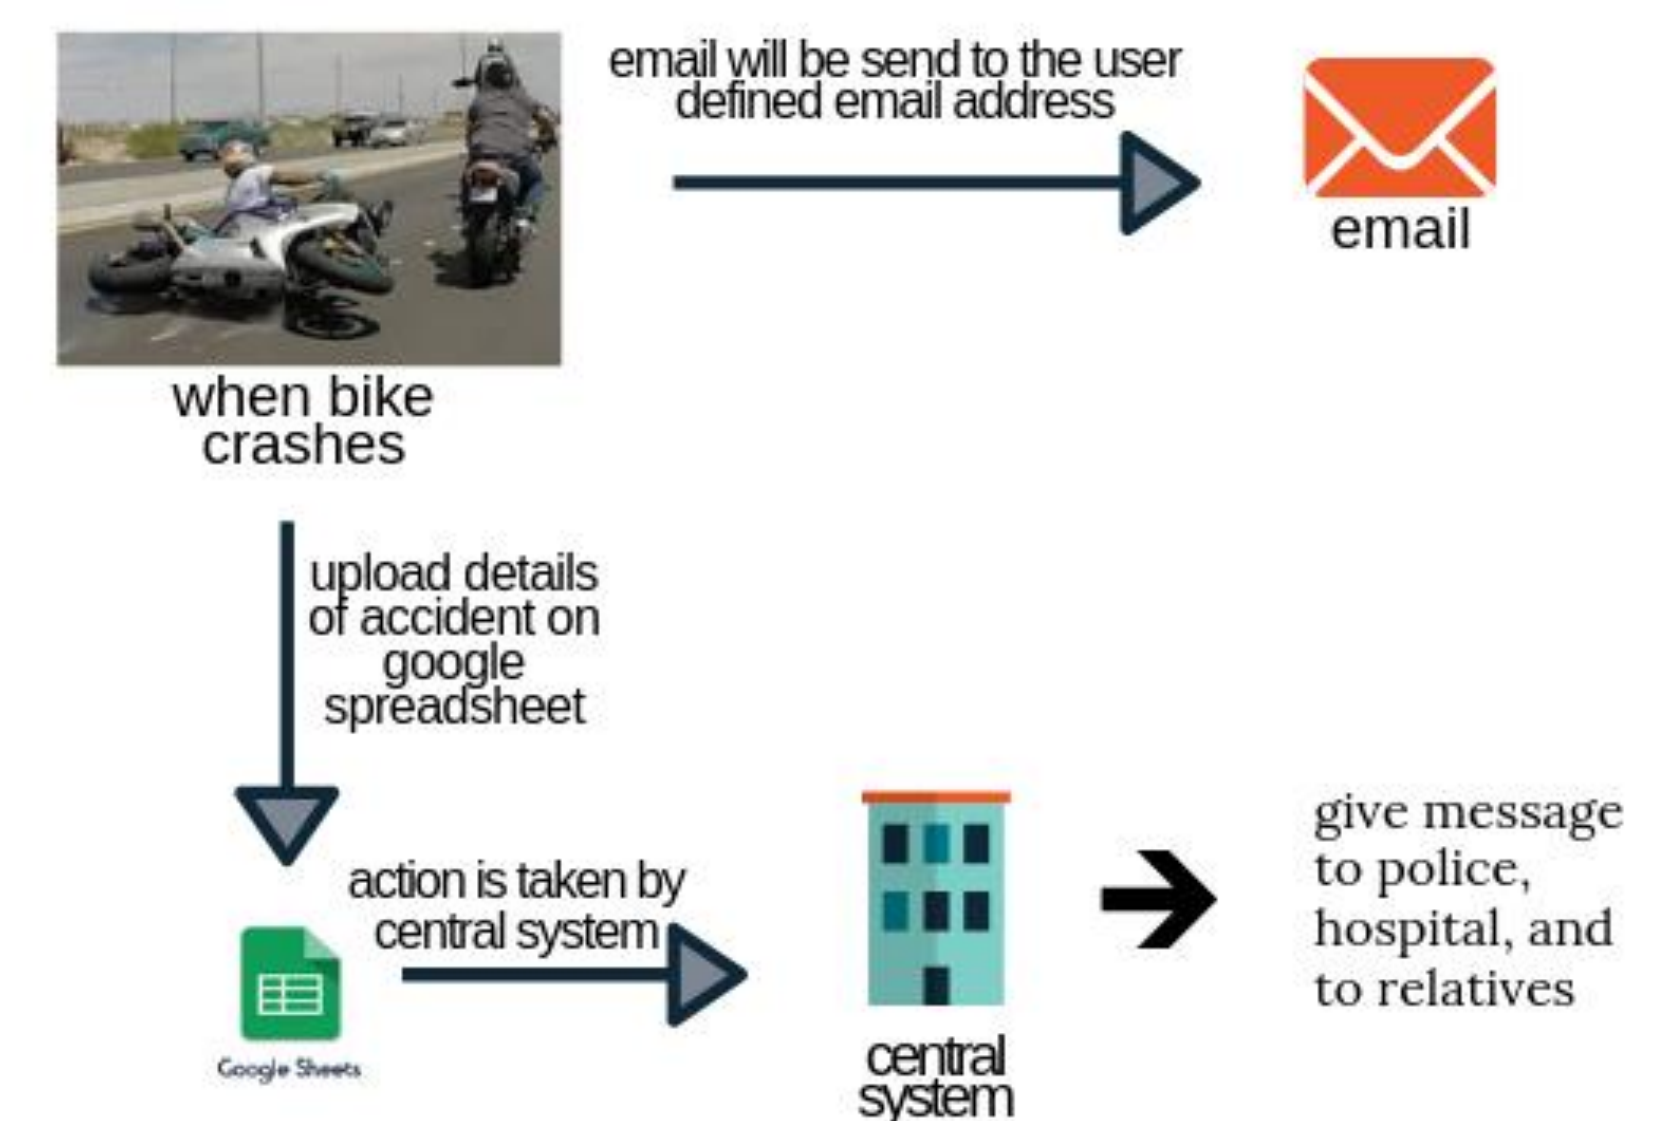 email will be send to the user
defined email address
email
when bike
crashes
upload details
of accident on
google
spreadsheet
action is taken by
central system
Google Sheets
central
system
give message
to police,
hospital, and
to relatives